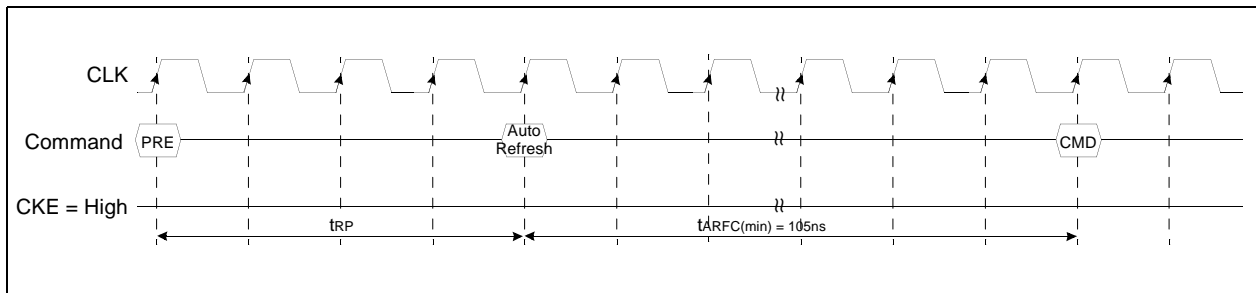 CLK
Command
PRE
Auto
Refresh
CMD
CKE = High
tRP
tARFC(min) = 105ns